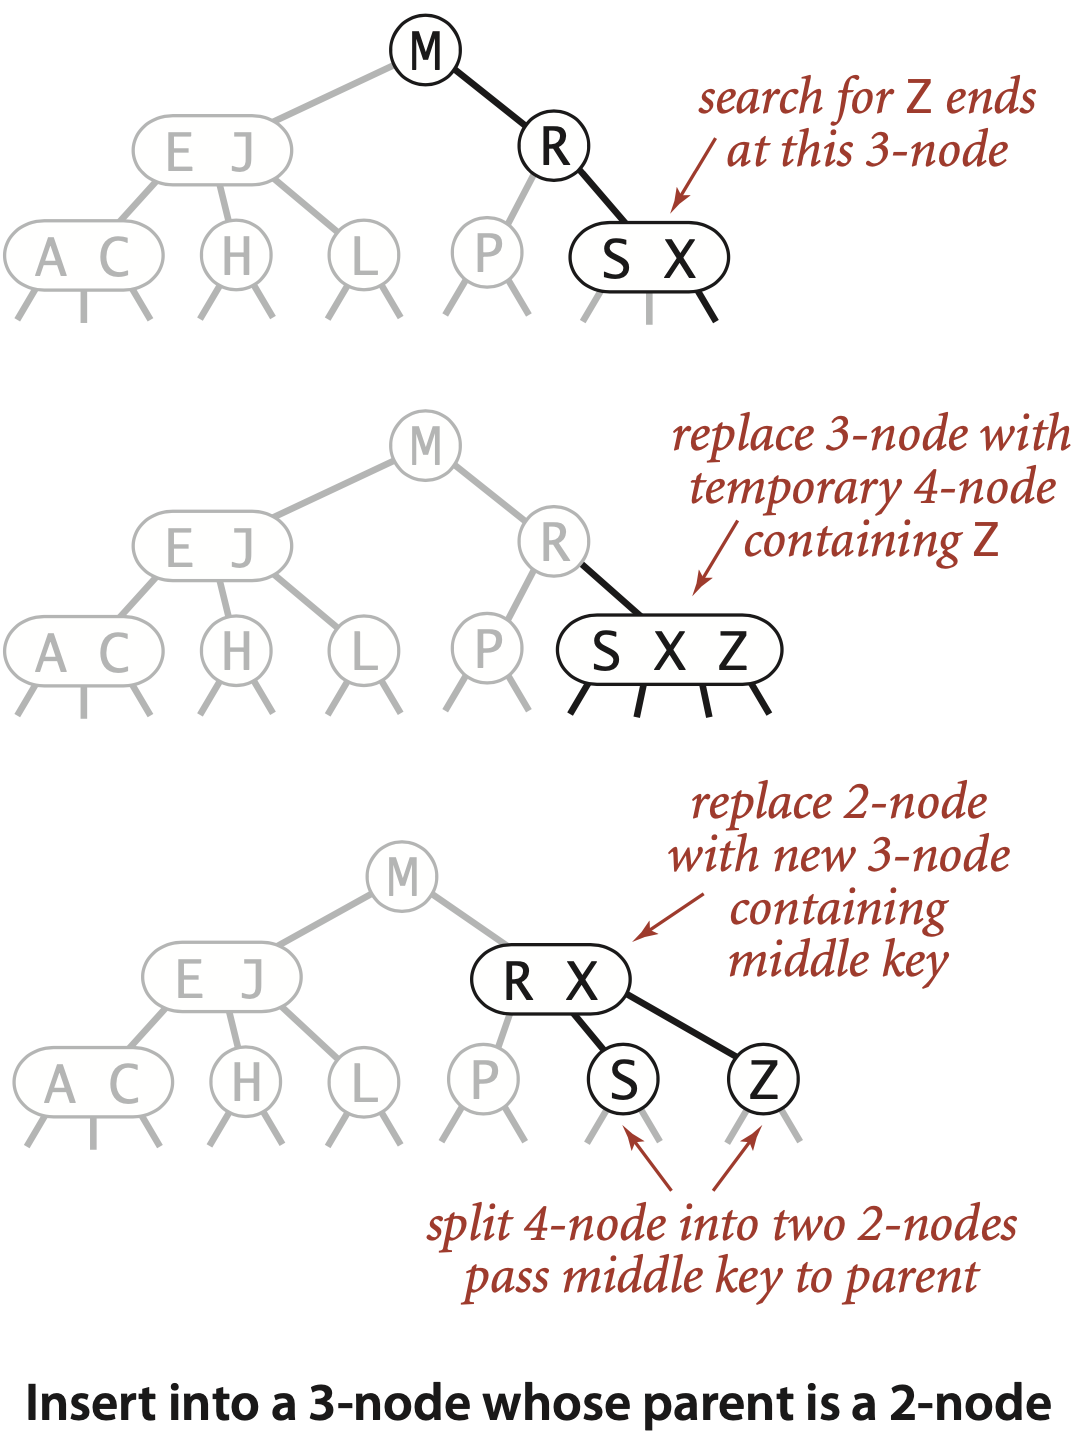 M
search for Z ends
at this 3-node
E J
R
A C
H
L
P
S X
M
replace 3-node with
temporary 4-node
containing Z
E J
R
A C
H
L
P
S X Z
replace 2-node
with new 3-node
containing
middle key
M
E J
R X
A C
H
L
P
S
Z
split 4-node into two 2-nodes
pass middle key to parent
Insert into a 3-node whose parent is a 2-node